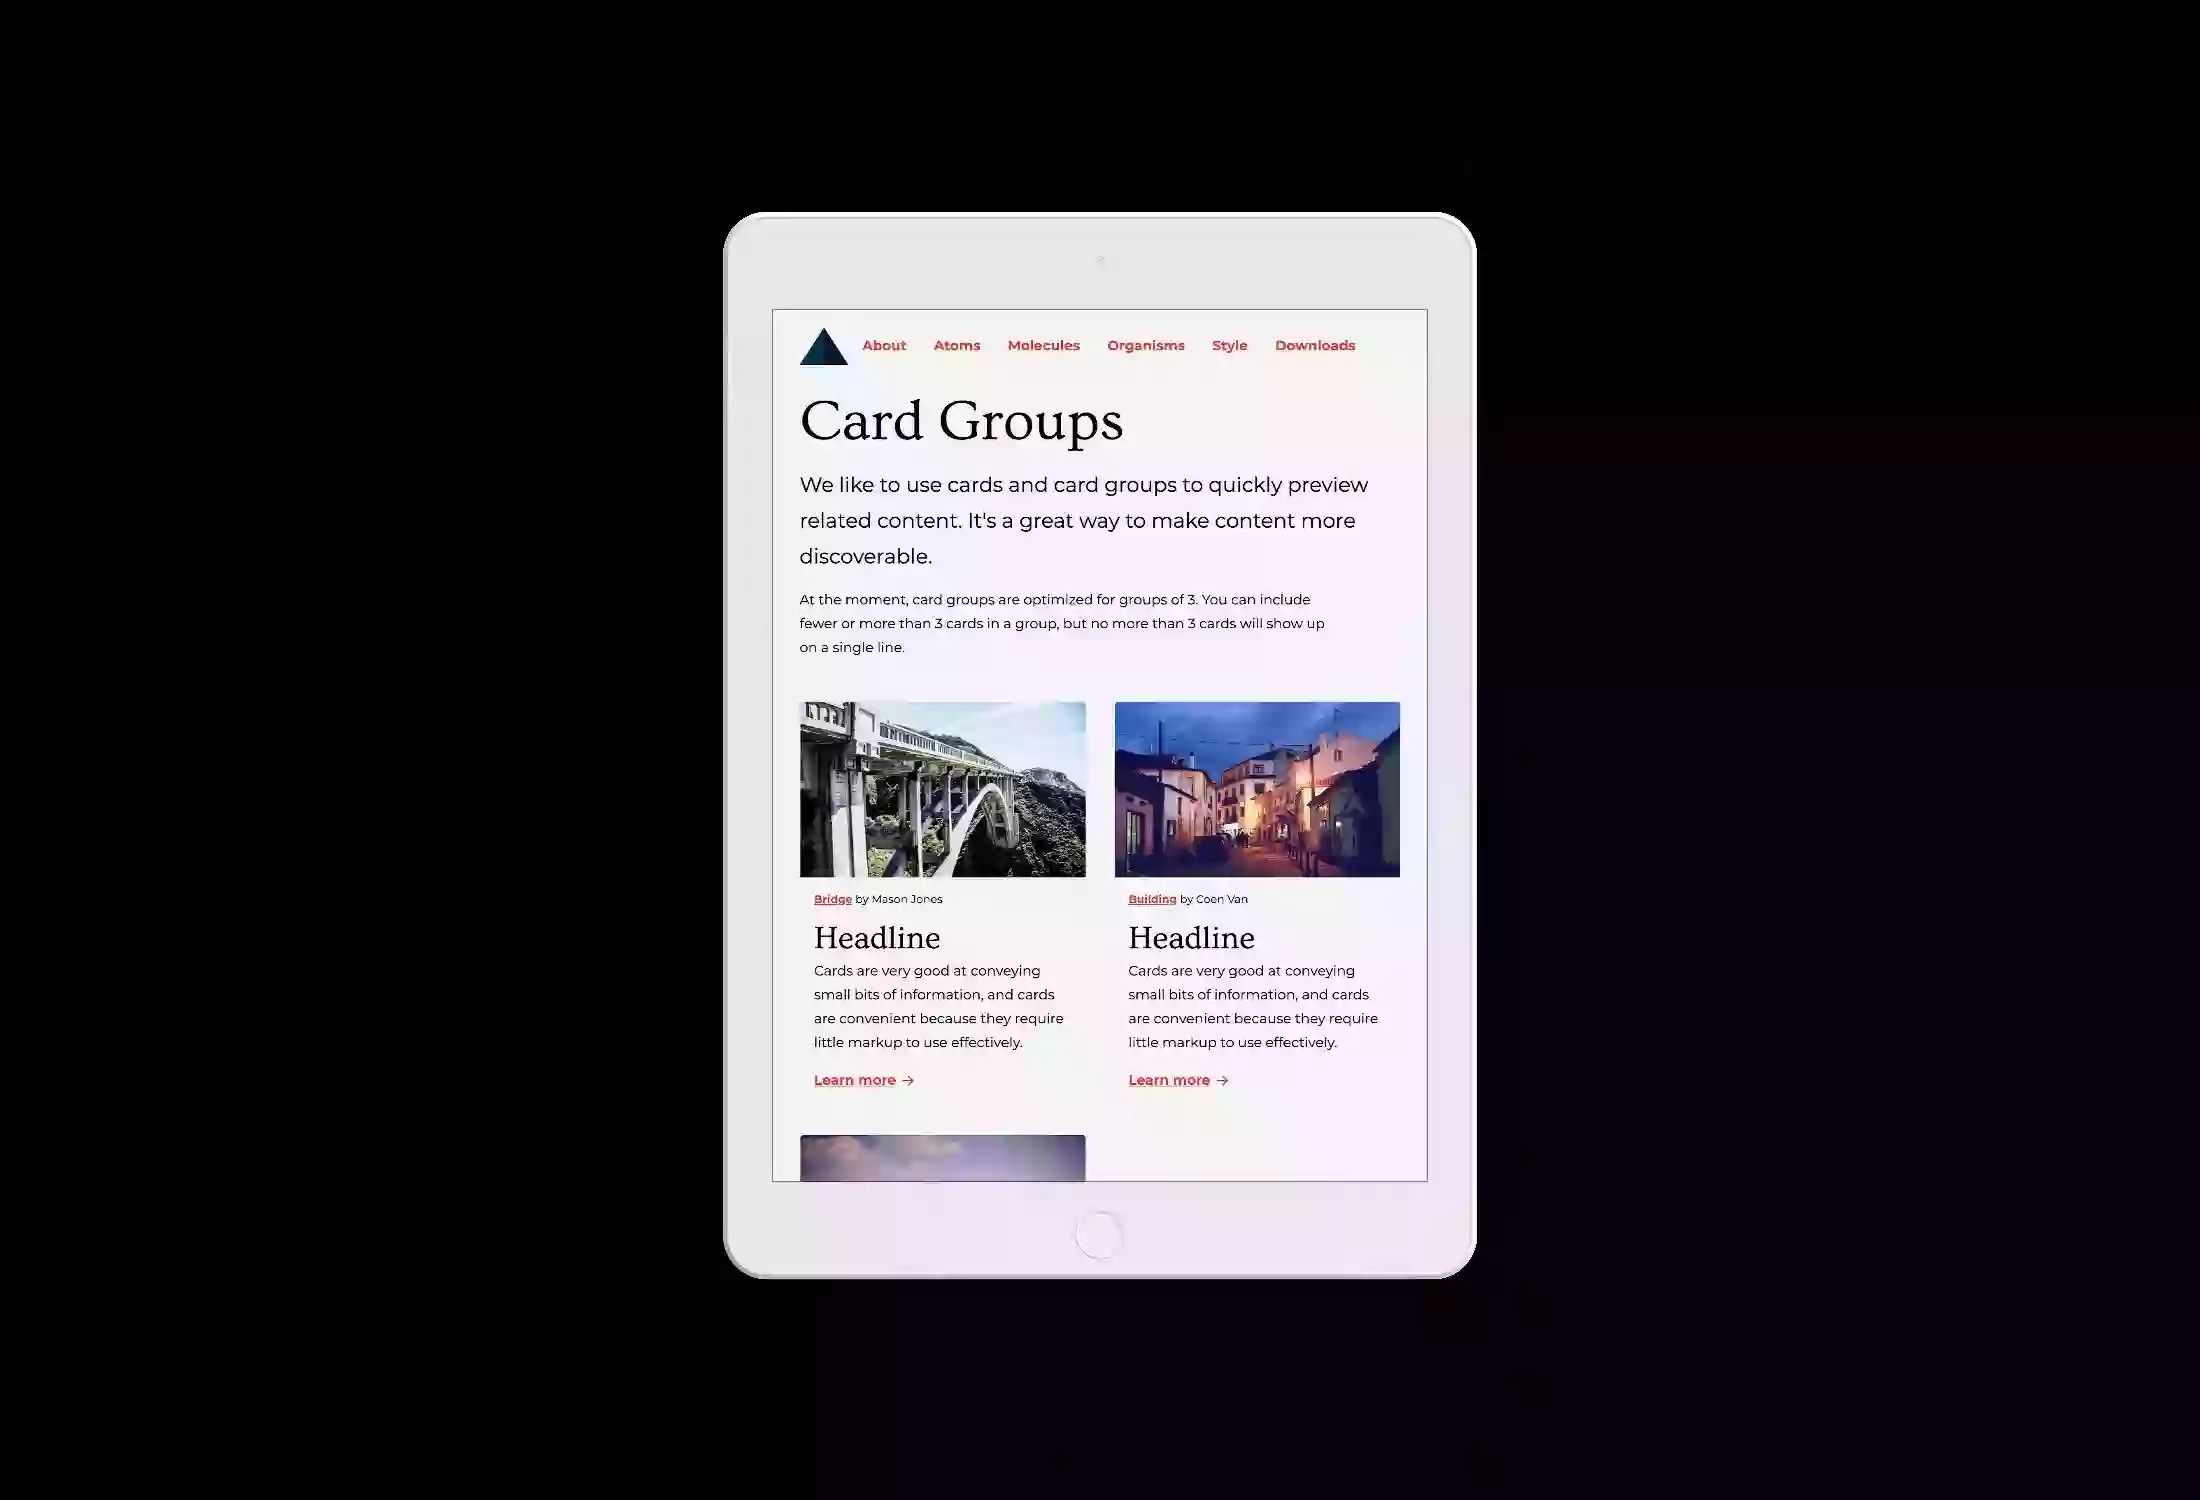 About Atoms Molecules Organisms Style Downloads
Card Groups
We like to use cards and card groups to quickly preview
related content. It's a great way to make content more
discoverable.
At the moment, card groups are optimized for groups of 3. You can include
fewer or more than 3 cards in a group, but no more than 3 cards will show up
on a single line.
Bridge by Mason Jones
Headline
Cards are very good at conveying
small bits of information, and cards
are convenient because they require
little markup to use effectively.
Learn more →
Building by Coen Van
Headline
Cards are very good at conveying
small bits of information, and cards
are convenient because they require
little markup to use effectively.
Learn more →